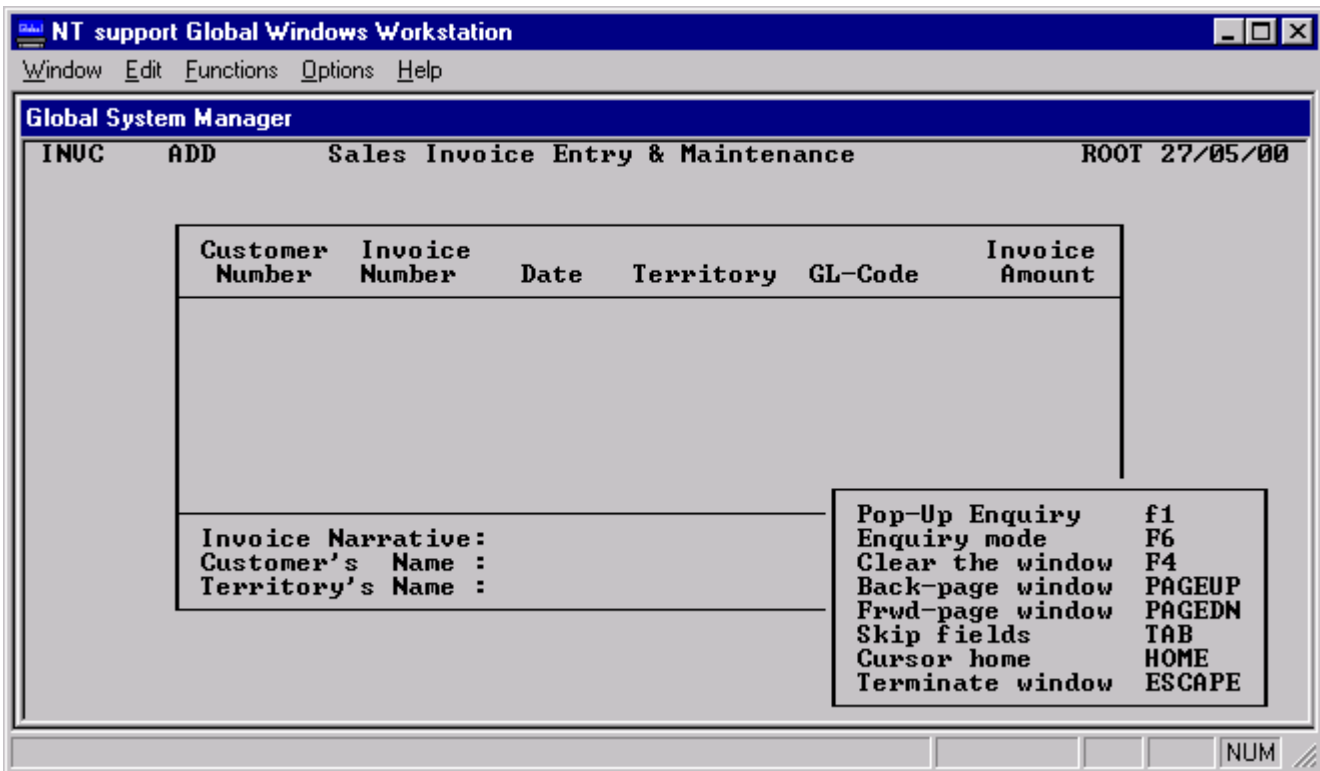 NT support Global Windows Workstation
Window Edit Functions Options Help
Global System Manager
INVC ADD Sales Invoice Entry & Maintenance ROOT 27/05/00
Customer Invoice Invoice
Number Number Date Territory GL-Code Amount
Invoice Narrative:
Customer's Name :
Territory's Name :
Pop-Up Enquiry f1
Enquiry mode F6
Clear the window F4
Back-page window PAGEUP
Frwd-page window PAGEDN
Skip fields TAB
Cursor home HOME
Terminate window ESCAPE
NUM